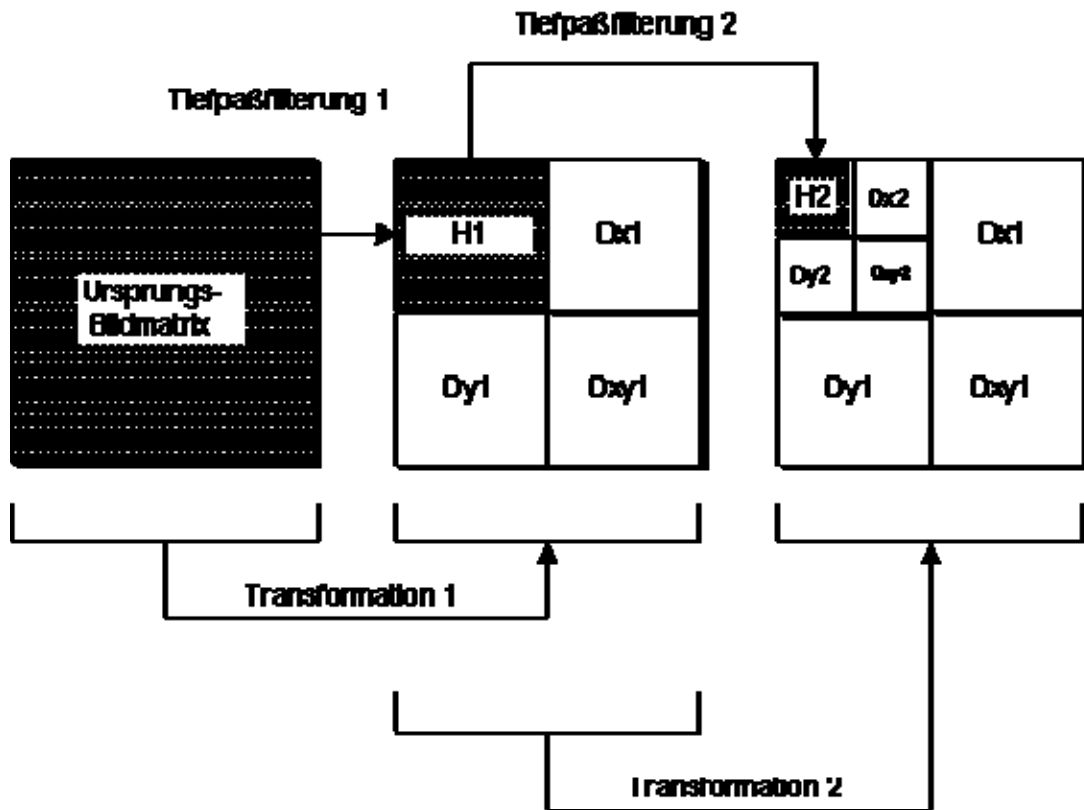 Tiefpaßfilterung 2
Tiefpaßfilterung 1
Ursprungs-
Bildmatrix
H1
Dx1
Dy1
Dxy1
H2
Dx2
Dy2
Dxy2
Dx1
Dy1
Dxy1
Transformation 1
Transformation 2